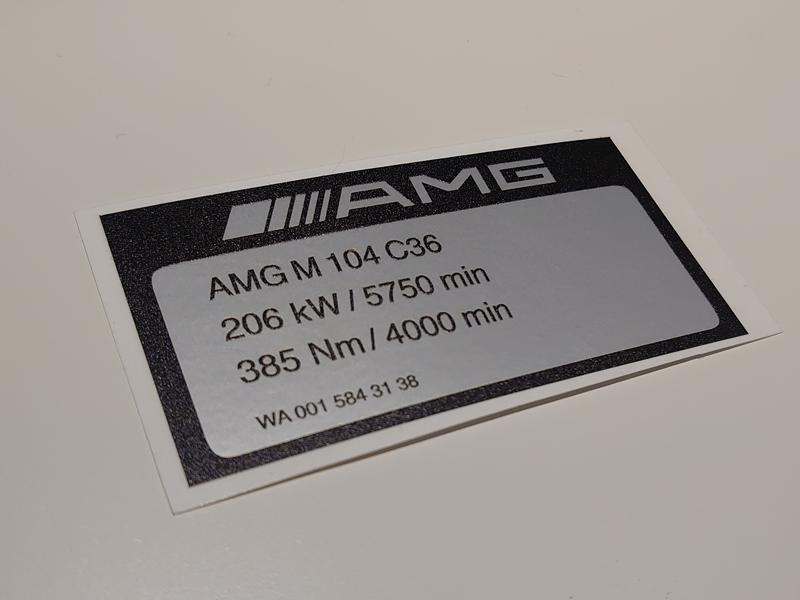 AMG
AMG M 104 C36
206 kW / 5750 min
385 Nm / 4000 min
WA 001 584 31 38